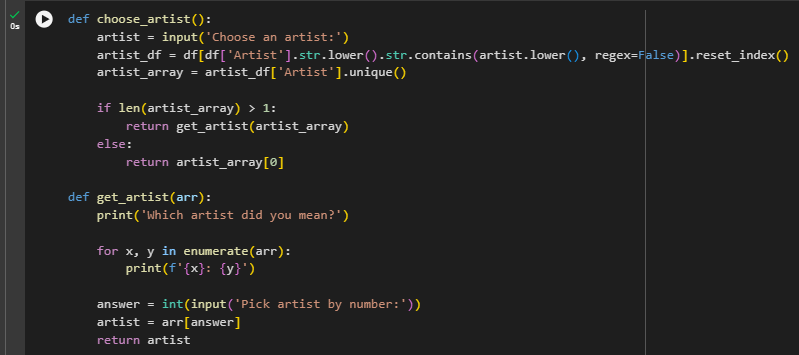 0s
def choose_artist():
    artist = input('Choose an artist:')
    artist_df = df[df['Artist'].str.lower().str.contains(artist.lower(), regex=False)].reset_index()
    artist_array = artist_df['Artist'].unique()

    if len(artist_array) > 1:
        return get_artist(artist_array)
    else:
        return artist_array[0]

def get_artist(arr):
    print('Which artist did you mean?')

    for x, y in enumerate(arr):
        print(f'{x}: {y}')

    answer = int(input('Pick artist by number:'))
    artist = arr[answer]
    return artist